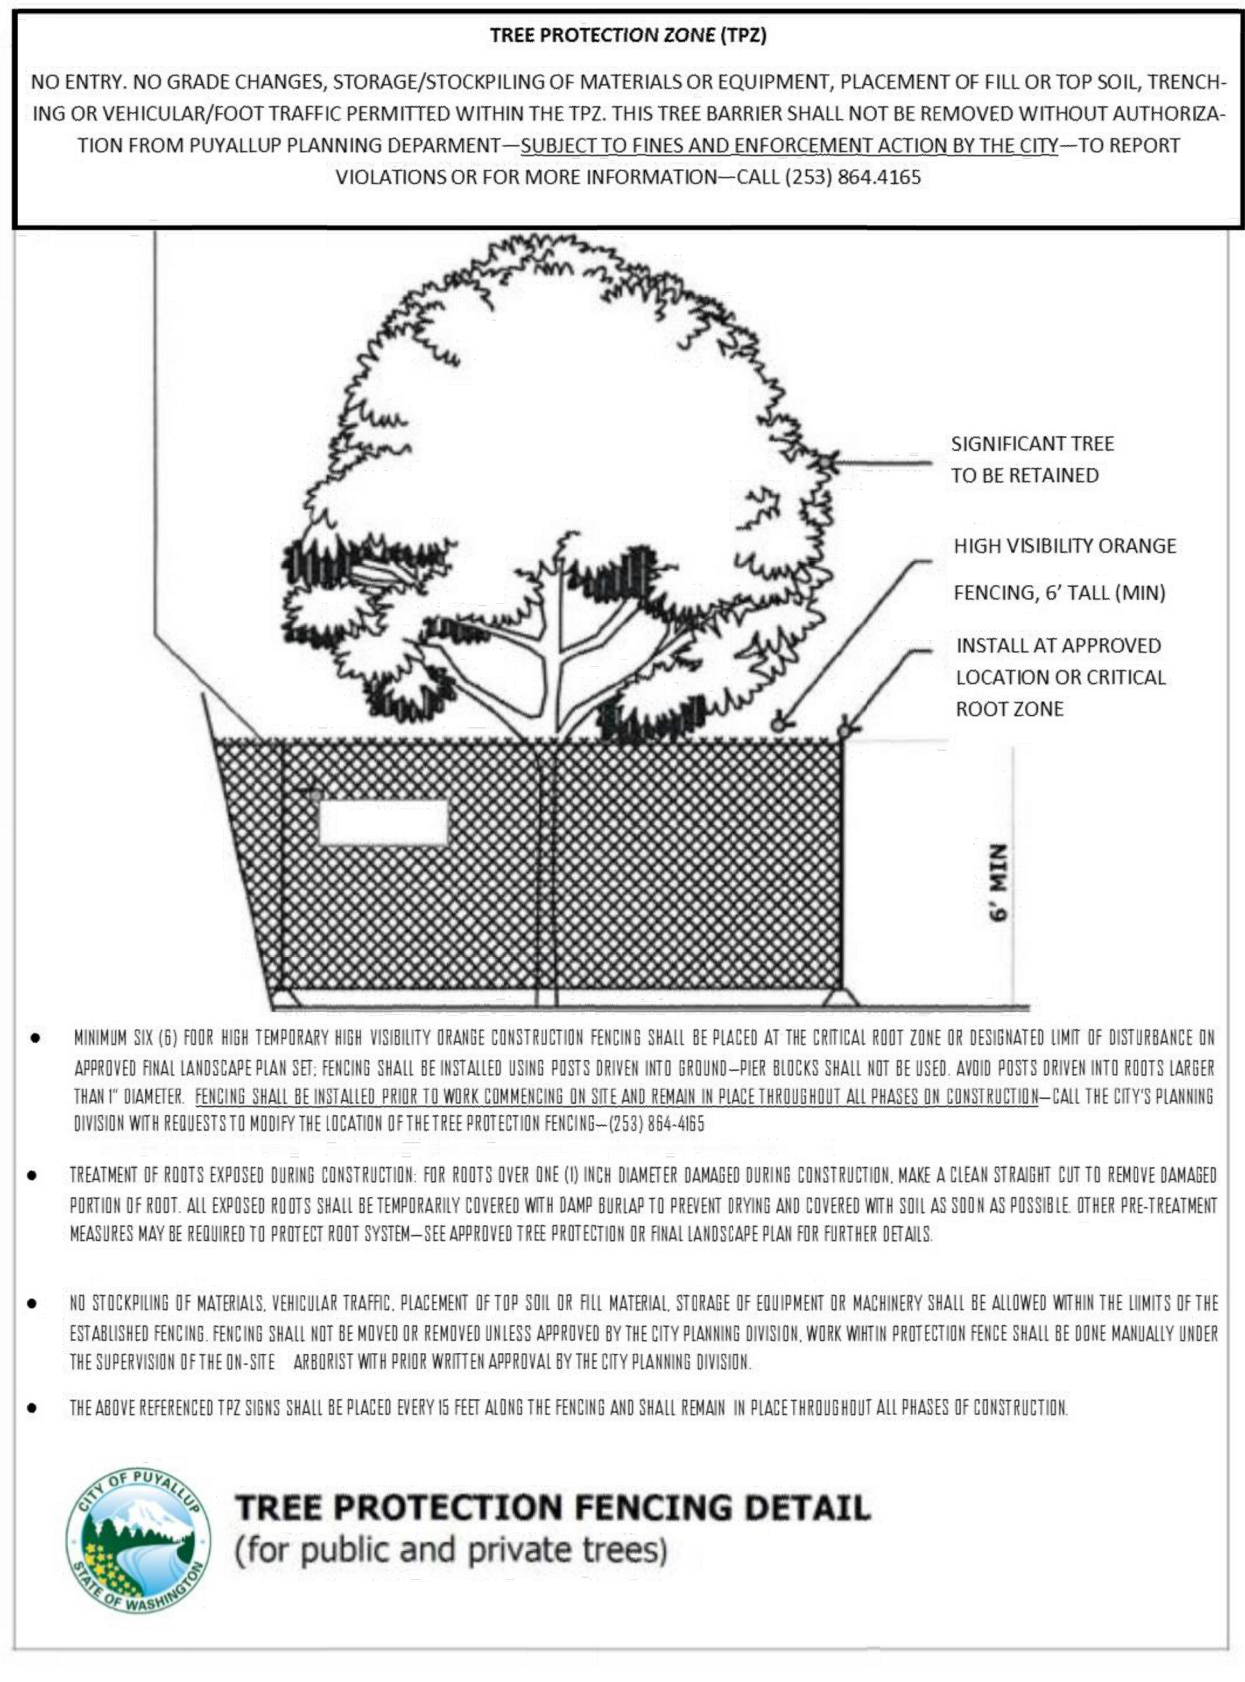 TREE PROTECTION ZONE (TPZ)
NO ENTRY. NO GRADE CHANGES, STORAGE/STOCKPILING OF MATERIALS OR EQUIPMENT, PLACEMENT OF FILL OR TOP SOIL, TRENCH-
ING OR VEHICULAR/FOOT TRAFFIC PERMITTED WITHIN THE TPZ. THIS TREE BARRIER SHALL NOT BE REMOVED WITHOUT AUTHORIZA-
TION FROM PUYALLUP PLANNING DEPARMENT—SUBJECT TO FINES AND ENFORCEMENT ACTION BY THE CITY—TO REPORT
VIOLATIONS OR FOR MORE INFORMATION—CALL (253) 864.4165
SIGNIFICANT TREE
TO BE RETAINED
HIGH VISIBILITY ORANGE
FENCING, 6' TALL (MIN)
INSTALL AT APPROVED
LOCATION OR CRITICAL
ROOT ZONE
6' MIN
● MINIMUM SIX (6) FOOR HIGH TEMPORARY HIGH VISIBILITY ORANGE CONSTRUCTION FENCING SHALL BE PLACED AT THE CRITICAL ROOT ZONE OR DESIGNATED LIMIT OF DISTURBANCE ON
APPROVED FINAL LANDSCAPE PLAN SET; FENCING SHALL BE INSTALLED USING POSTS DRIVEN INTO GROUND—PIER BLOCKS SHALL NOT BE USED. AVOID POSTS DRIVEN INTO ROOTS LARGER
THAN 1" DIAMETER. FENCING SHALL BE INSTALLED PRIOR TO WORK COMMENCING ON SITE AND REMAIN IN PLACE THROUGHOUT ALL PHASES ON CONSTRUCTION—CALL THE CITY'S PLANNING
DIVISION WITH REQUESTS TO MODIFY THE LOCATION OF THE TREE PROTECTION FENCING—(253) 864-4165
● TREATMENT OF ROOTS EXPOSED DURING CONSTRUCTION: FOR ROOTS OVER ONE (1) INCH DIAMETER DAMAGED DURING CONSTRUCTION, MAKE A CLEAN STRAIGHT CUT TO REMOVE DAMAGED
PORTION OF ROOT. ALL EXPOSED ROOTS SHALL BE TEMPORARILY COVERED WITH DAMP BURLAP TO PREVENT DRYING AND COVERED WITH SOIL AS SOON AS POSSIBLE. OTHER PRE-TREATMENT
MEASURES MAY BE REQUIRED TO PROTECT ROOT SYSTEM—SEE APPROVED TREE PROTECTION OR FINAL LANDSCAPE PLAN FOR FURTHER DETAILS.
● NO STOCKPILING OF MATERIALS, VEHICULAR TRAFFIC, PLACEMENT OF TOP SOIL OR FILL MATERIAL, STORAGE OF EQUIPMENT OR MACHINERY SHALL BE ALLOWED WITHIN THE LIIMITS OF THE
ESTABLISHED FENCING. FENCING SHALL NOT BE MOVED OR REMOVED UNLESS APPROVED BY THE CITY PLANNING DIVISION, WORK WIHTIN PROTECTION FENCE SHALL BE DONE MANUALLY UNDER
THE SUPERVISION OF THE ON-SITE ARBORIST WITH PRIOR WRITTEN APPROVAL BY THE CITY PLANNING DIVISION.
● THE ABOVE REFERENCED TPZ SIGNS SHALL BE PLACED EVERY 15 FEET ALONG THE FENCING AND SHALL REMAIN IN PLACE THROUGHOUT ALL PHASES OF CONSTRUCTION.
CITY OF PUYALLUP
STATE OF WASHINGTON
TREE PROTECTION FENCING DETAIL
(for public and private trees)